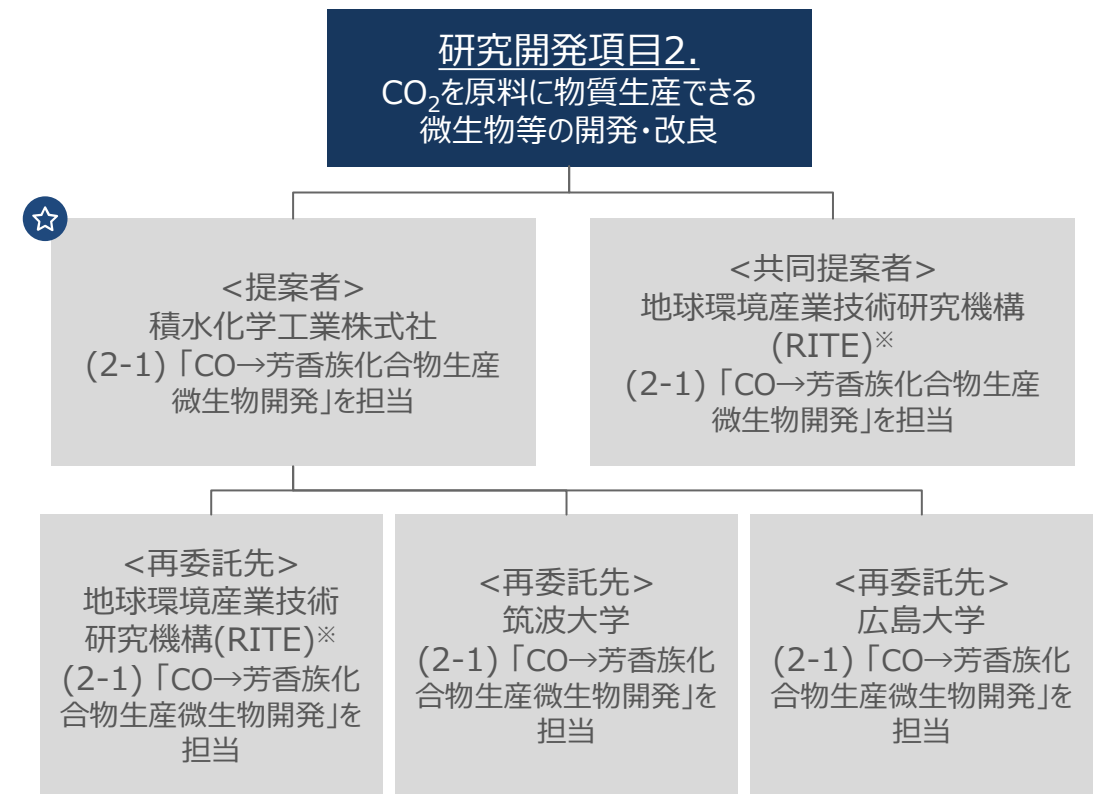 研究開発項目2.
CO₂を原料に物質生産できる
微生物等の開発・改良
<提案者>
積水化学工業株式会社
(2-1)「CO→芳香族化合物生産
微生物開発」を担当
<共同提案者>
地球環境産業技術研究機構
(RITE)※
(2-1)「CO→芳香族化合物生産
微生物開発」を担当
<再委託先>
地球環境産業技術
研究機構(RITE)※
(2-1)「CO→芳香族化
合物生産微生物開発」を
担当
<再委託先>
筑波大学
(2-1)「CO→芳香族化
合物生産微生物開発」を
担当
<再委託先>
広島大学
(2-1)「CO→芳香族化
合物生産微生物開発」を
担当